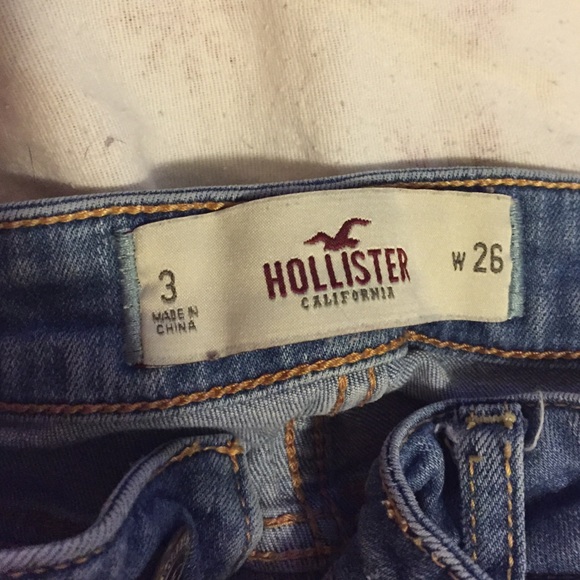 3
MADE IN
CHINA
HOLLISTER
CALIFORNIA
W 26